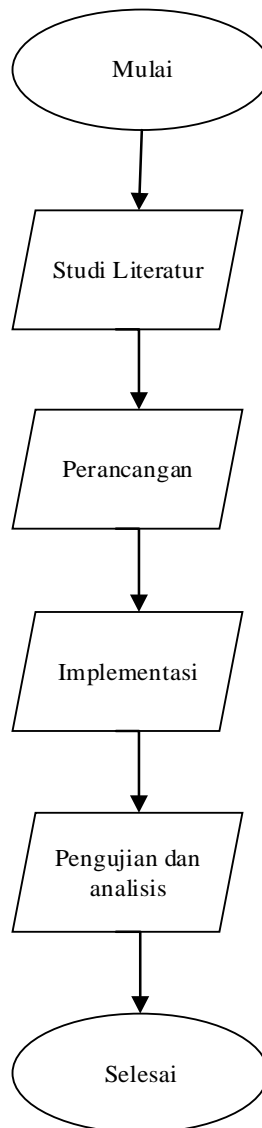 Mulai
Studi Literatur
Perancangan
Implementasi
Pengujian dan
analisis
Selesai